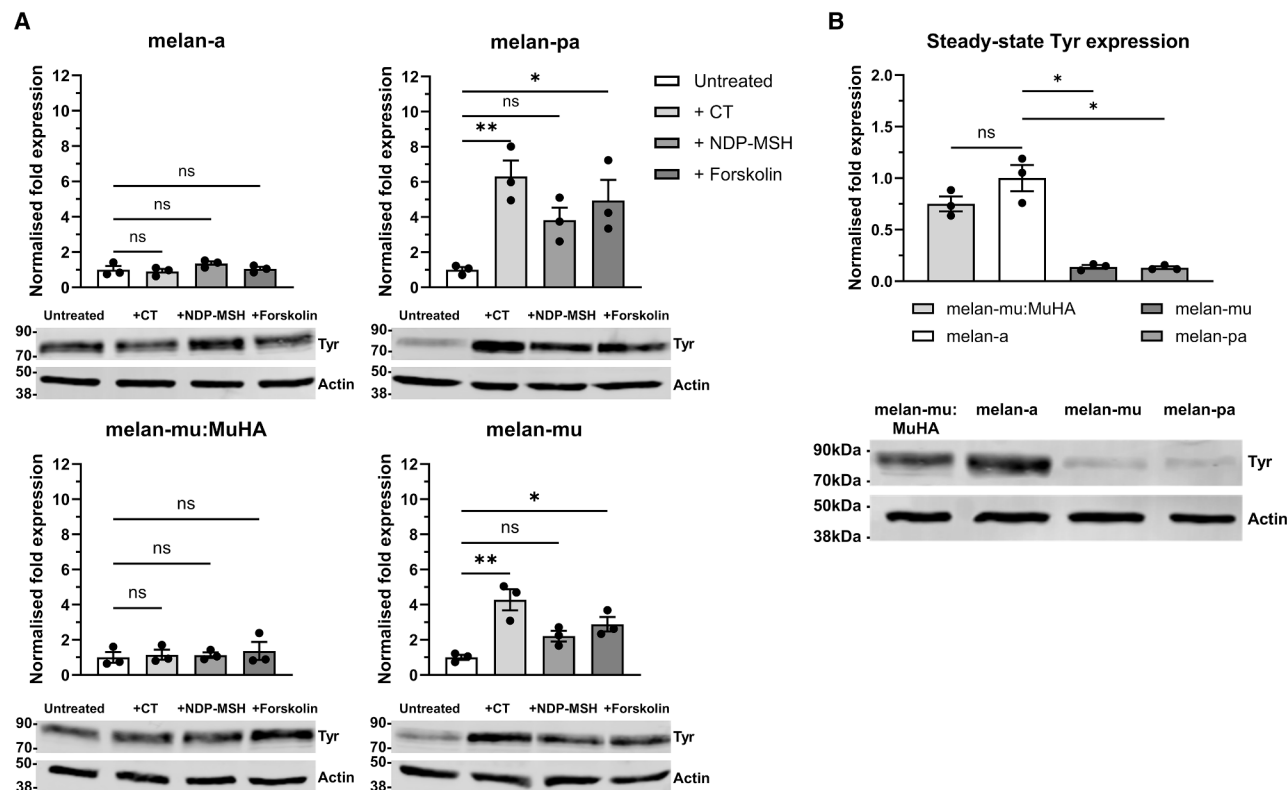 A
melan-a
Normalised fold expression
12
10
8
6
4
2
0
ns
ns
ns
Untreated +CT +NDP-MSH +Forskolin
90-
70-
Tyr
50-
38-
Actin
melan-pa
Normalised fold expression
12
10
8
6
4
2
0
*
ns
**
Untreated +CT +NDP-MSH +Forskolin
90-
70-
Tyr
50-
38-
Actin
Untreated
+ CT
+ NDP-MSH
+ Forskolin
melan-mu:MuHA
Normalised fold expression
12
10
8
6
4
2
0
ns
ns
ns
Untreated +CT +NDP-MSH +Forskolin
90-
70-
Tyr
50-
38-
Actin
melan-mu
Normalised fold expression
12
10
8
6
4
2
0
*
ns
**
Untreated +CT +NDP-MSH +Forskolin
90-
70-
Tyr
50-
38-
Actin
B
Steady-state Tyr expression
Normalised fold expression
2.0
1.5
1.0
0.5
0.0
*
*
ns
melan-mu:MuHA
melan-mu
melan-a
melan-pa
melan-mu: melan-a melan-mu melan-pa
MuHA
90kDa -
70kDa -
Tyr
50kDa -
38kDa -
Actin